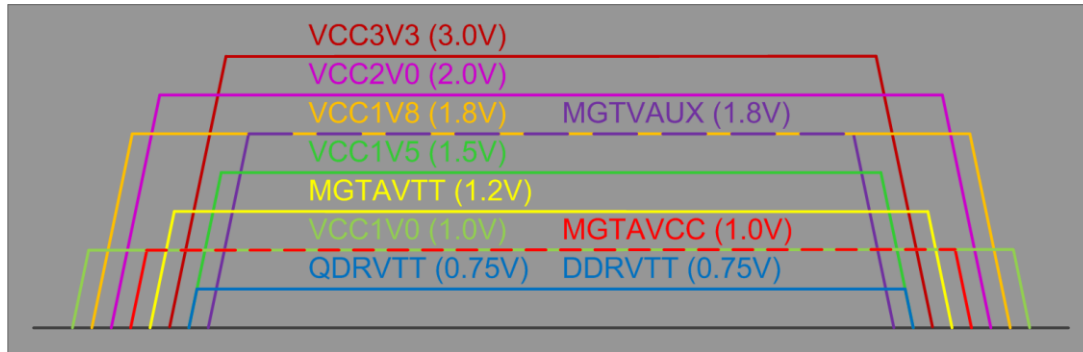 VCC3V3 (3.0V)
VCC2V0 (2.0V)
VCC1V8 (1.8V) MGTVAUX (1.8V)
VCC1V5 (1.5V)
MGTAVTT (1.2V)
VCC1V0 (1.0V) MGTAVCC (1.0V)
QDRVTT (0.75V) DDRVTT (0.75V)